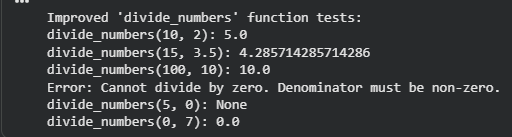 Improved 'divide_numbers' function tests:
divide_numbers(10, 2): 5.0
divide_numbers(15, 3.5): 4.285714285714286
divide_numbers(100, 10): 10.0
Error: Cannot divide by zero. Denominator must be non-zero.
divide_numbers(5, 0): None
divide_numbers(0, 7): 0.0